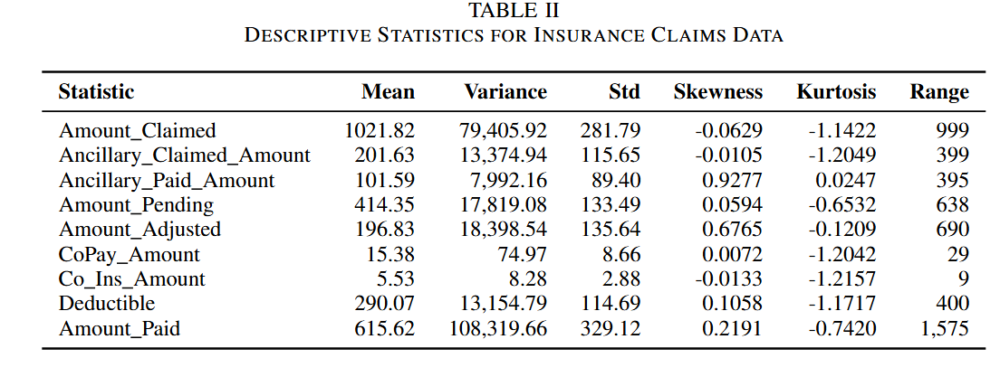 TABLE II
DESCRIPTIVE STATISTICS FOR INSURANCE CLAIMS DATA
Statistic Mean Variance Std Skewness Kurtosis Range
Amount_Claimed 1021.82 79,405.92 281.79 -0.0629 -1.1422 999
Ancillary_Claimed_Amount 201.63 13,374.94 115.65 -0.0105 -1.2049 399
Ancillary_Paid_Amount 101.59 7,992.16 89.40 0.9277 0.0247 395
Amount_Pending 414.35 17,819.08 133.49 0.0594 -0.6532 638
Amount_Adjusted 196.83 18,398.54 135.64 0.6765 -0.1209 690
CoPay_Amount 15.38 74.97 8.66 0.0072 -1.2042 29
Co_Ins_Amount 5.53 8.28 2.88 -0.0133 -1.2157 9
Deductible 290.07 13,154.79 114.69 0.1058 -1.1717 400
Amount_Paid 615.62 108,319.66 329.12 0.2191 -0.7420 1,575